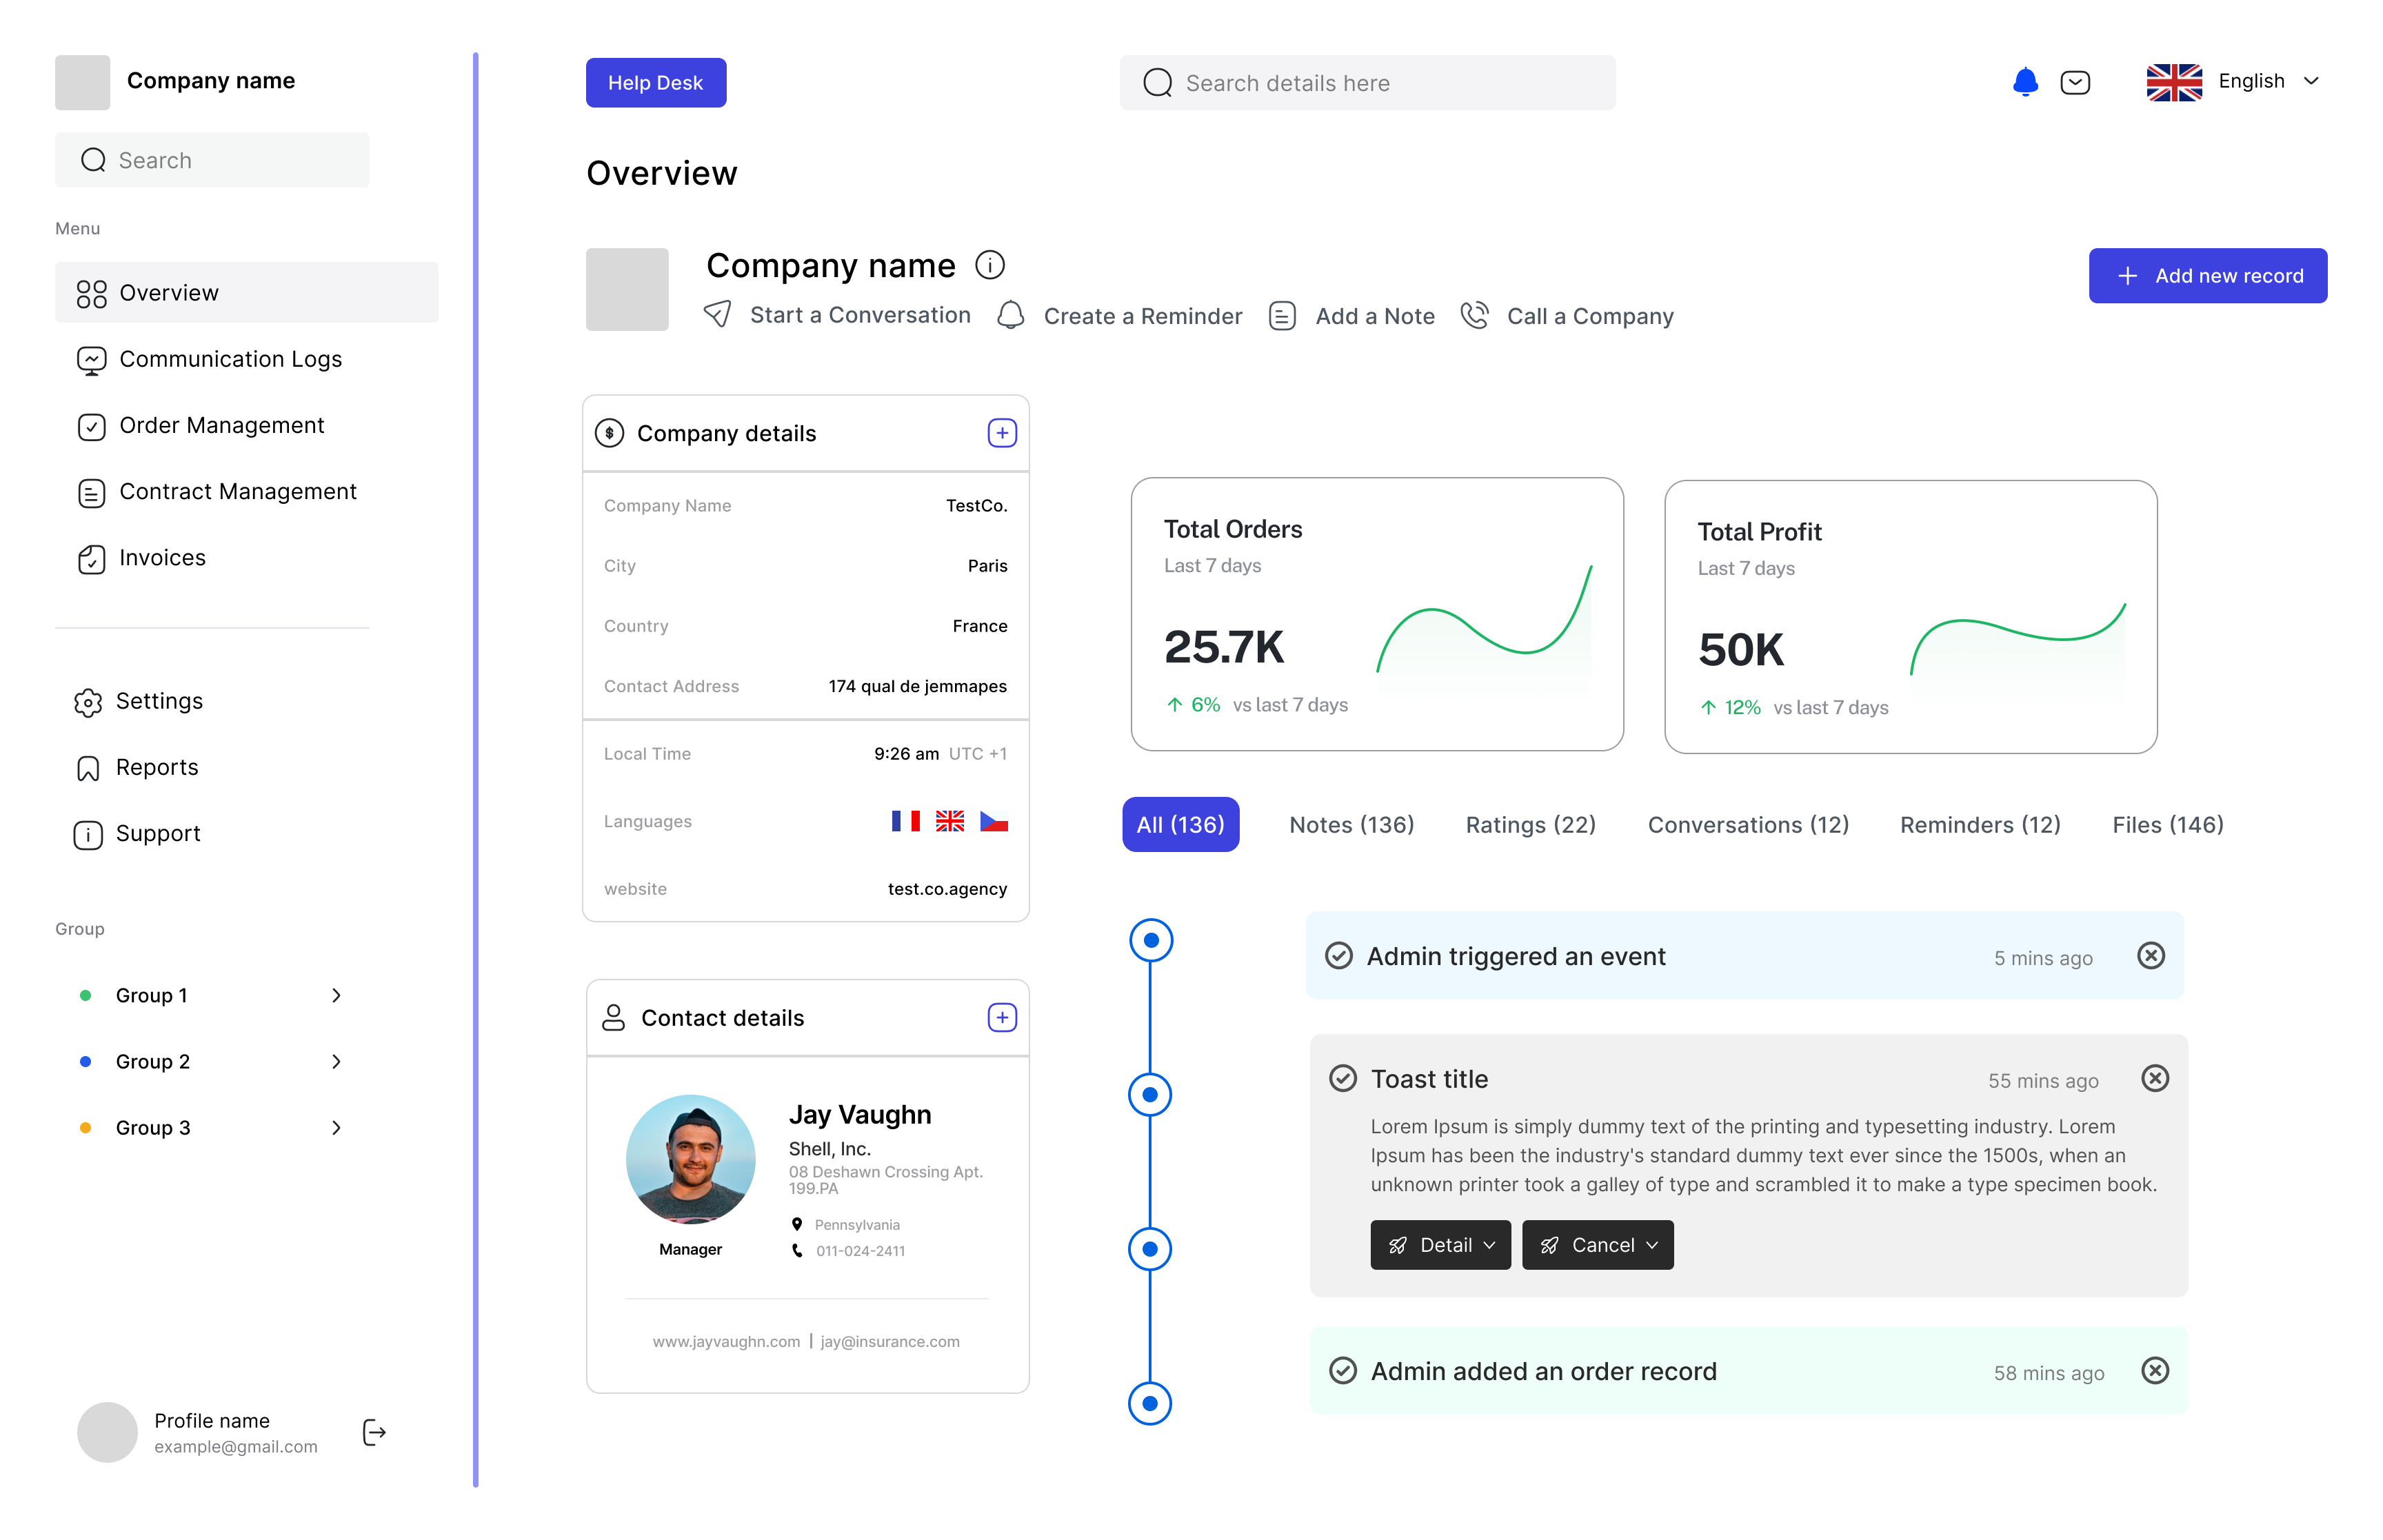 Company name
Search
Menu
Overview
Communication Logs
Order Management
Contract Management
Invoices
Settings
Reports
Support
Group
Group 1
Group 2
Group 3
Profile name
example@gmail.com
Help Desk
Search details here
English
Overview
Company name
Start a Conversation
Create a Reminder
Add a Note
Call a Company
Add new record
Company details
Company Name TestCo.
City Paris
Country France
Contact Address 174 qual de jemmapes
Local Time 9:26 am UTC +1
Languages
website test.co.agency
Contact details
Jay Vaughn
Shell, Inc.
08 Deshawn Crossing Apt.
199.PA
Pennsylvania
011-024-2411
Manager
www.jayvaughn.com | jay@insurance.com
Total Orders
Last 7 days
25.7K
6% vs last 7 days
Total Profit
Last 7 days
50K
12% vs last 7 days
All (136)
Notes (136)
Ratings (22)
Conversations (12)
Reminders (12)
Files (146)
Admin triggered an event 5 mins ago
Toast title 55 mins ago
Lorem Ipsum is simply dummy text of the printing and typesetting industry. Lorem
Ipsum has been the industry's standard dummy text ever since the 1500s, when an
unknown printer took a galley of type and scrambled it to make a type specimen book.
Detail
Cancel
Admin added an order record 58 mins ago